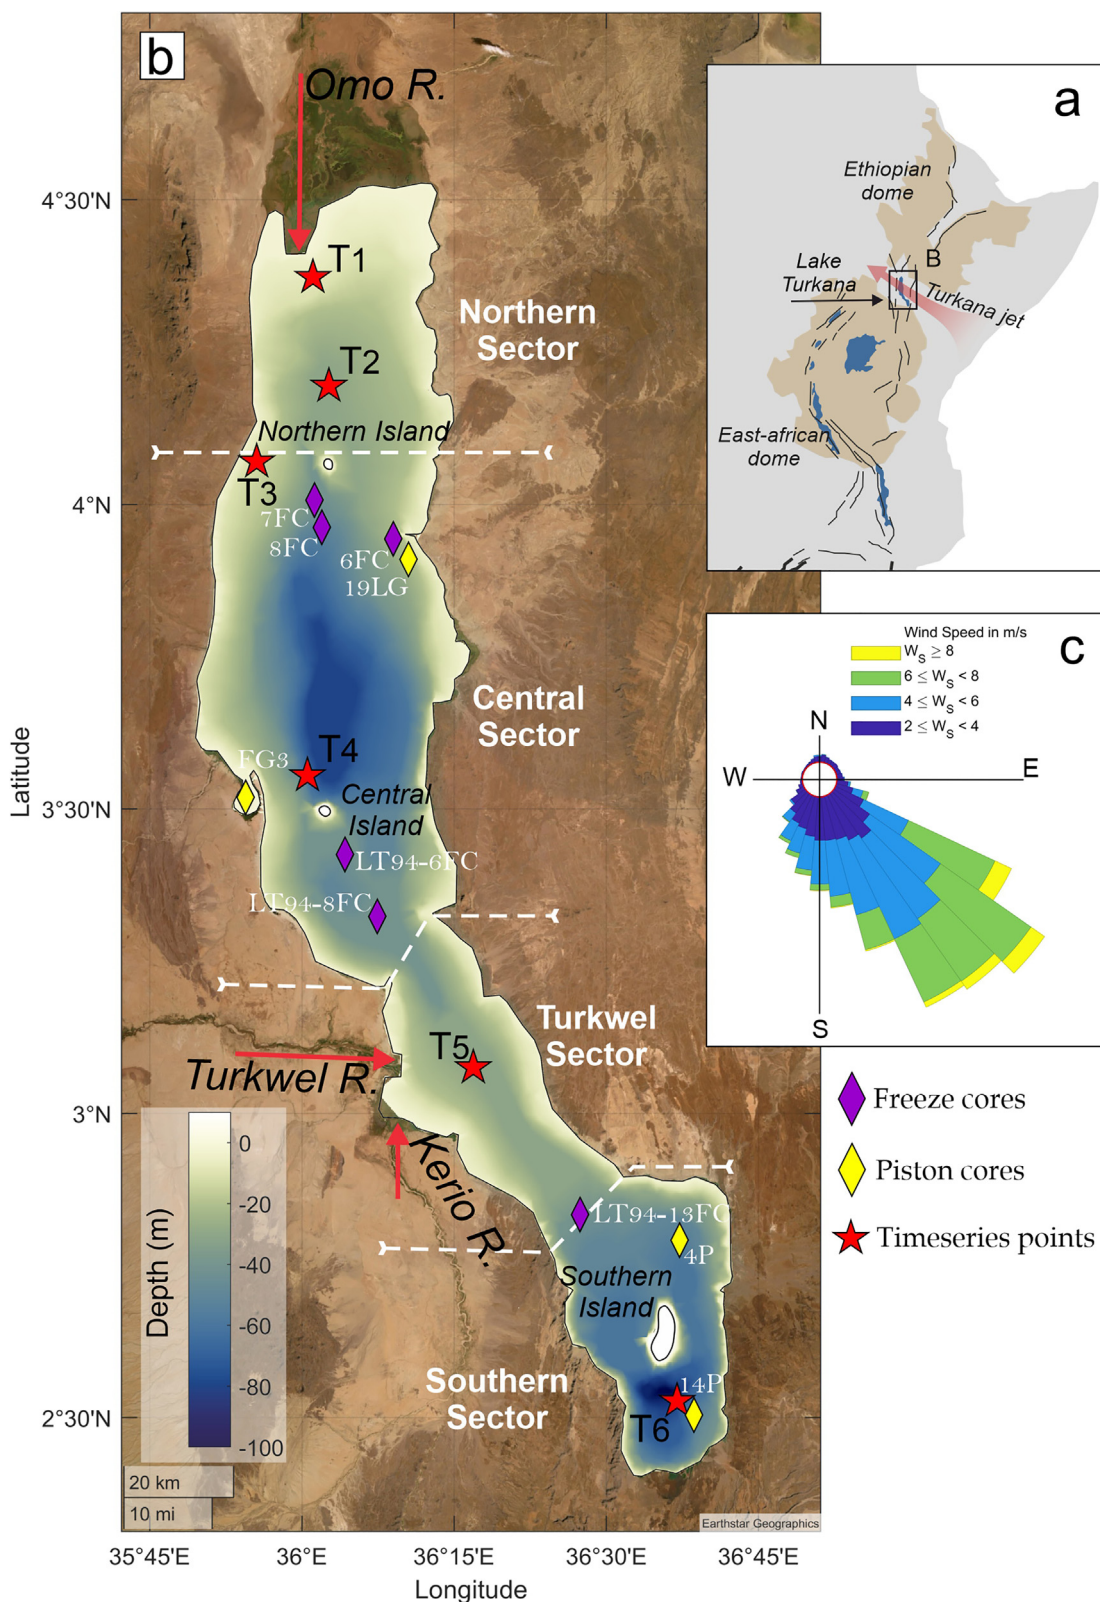 b
Omo R.
4°30'N
T1
Northern
Sector
T2
Northern Island
T3
4°N
7FC
8FC
6FC
19LG
Central
Sector
FG3
T4
3°30'N
Central
Island
LT94-6FC
LT94-8FC
Turkwel
Sector
T5
Turkwel R.
3°N
Kerio R.
LT94-13FC
4P
Southern
Island
Southern
Sector
14P
T6
2°30'N
Depth (m)
0
-20
-40
-60
-80
-100
20 km
10 mi
Earthstar Geographics
35°45'E
36°E
36°15'E
36°30'E
36°45'E
Longitude
Latitude
a
Ethiopian
dome
Lake
Turkana
B
Turkana jet
East-african
dome
c
Wind Speed in m/s
W_S ≥ 8
6 ≤ W_S < 8
4 ≤ W_S < 6
2 ≤ W_S < 4
N
W
E
S
Freeze cores
Piston cores
Timeseries points